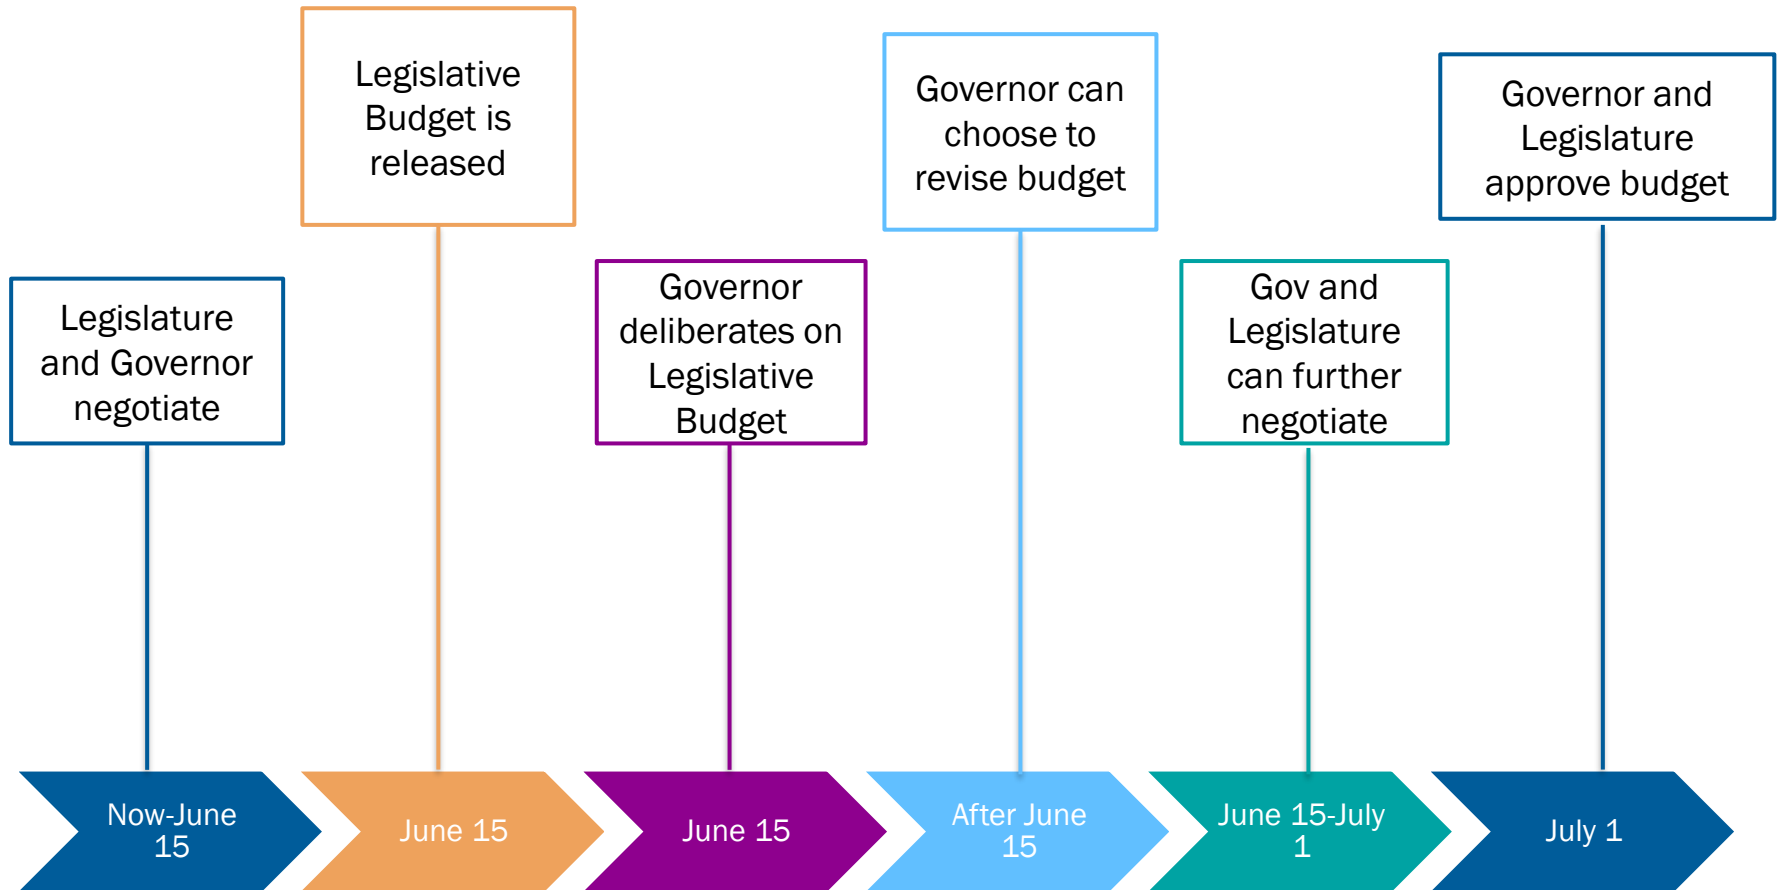 Legislature
and Governor
negotiate
Legislative
Budget is
released
Governor
deliberates on
Legislative
Budget
Governor can
choose to
revise budget
Gov and
Legislature
can further
negotiate
Governor and
Legislature
approve budget
Now-June
15
June 15
June 15
After June
15
June 15-July
1
July 1